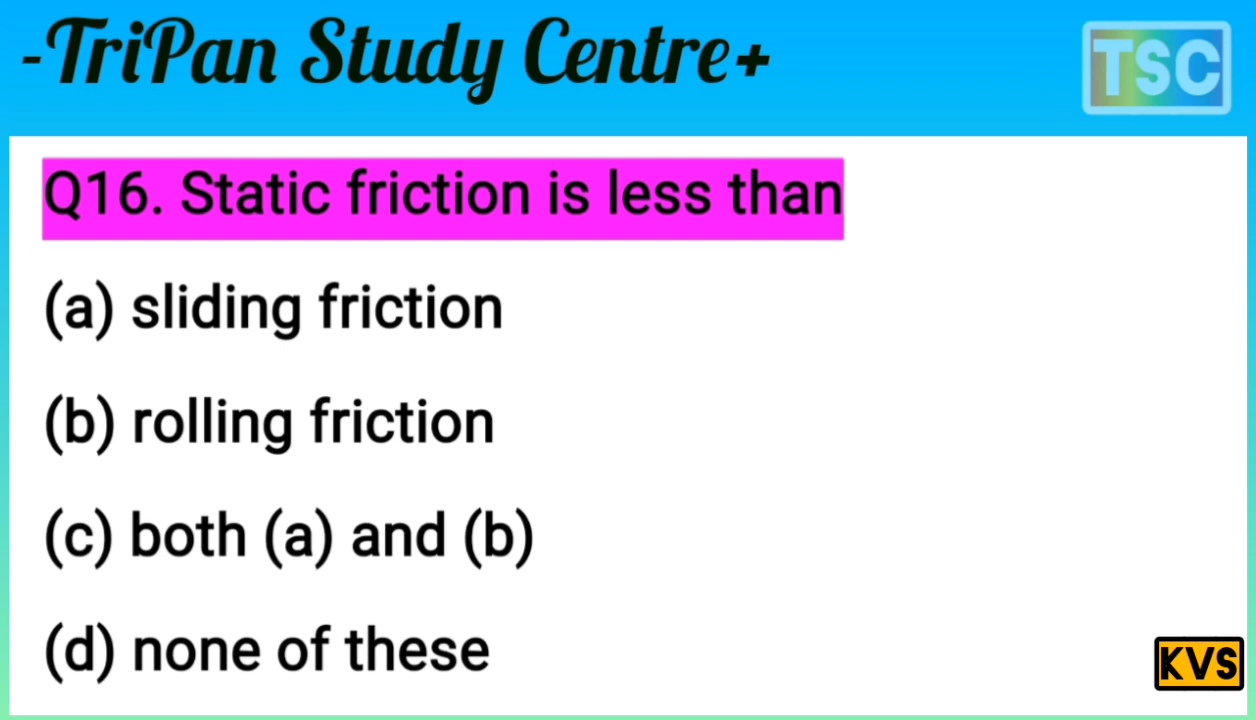 -TriPan Study Centre+
TSC
Q16. Static friction is less than
(a) sliding friction
(b) rolling friction
(c) both (a) and (b)
(d) none of these
KVS